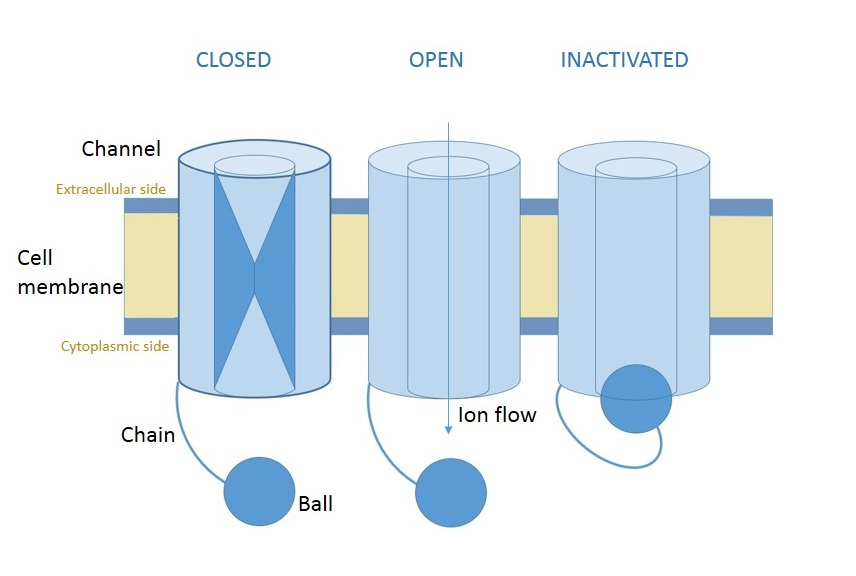 CLOSED
OPEN
INACTIVATED
Channel
Extracellular side
Cell
membrane
Cytoplasmic side
Ion flow
Chain
Ball